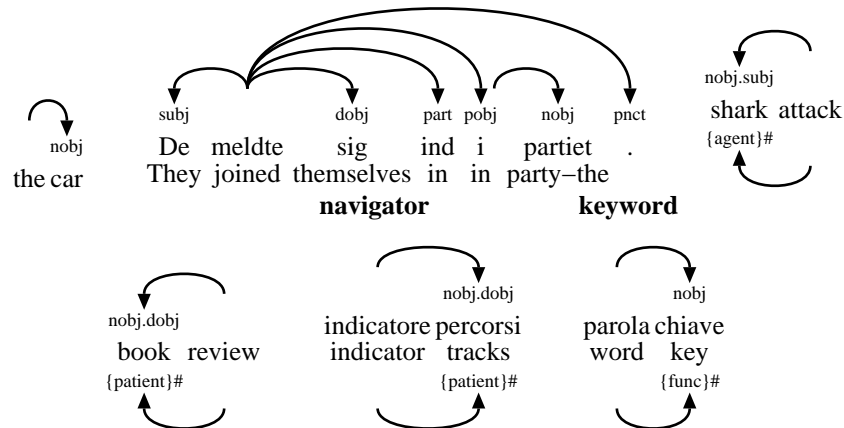 nobj
the car
subj dobj part pobj nobj pnct
De meldte sig ind i partiet .
They joined themselves in in party−the
nobj.subj
shark attack
{agent}#
navigator keyword
nobj.dobj
book review
{patient}#
nobj.dobj
indicatore percorsi
indicator tracks
{patient}#
nobj
parola chiave
word key
{func}#